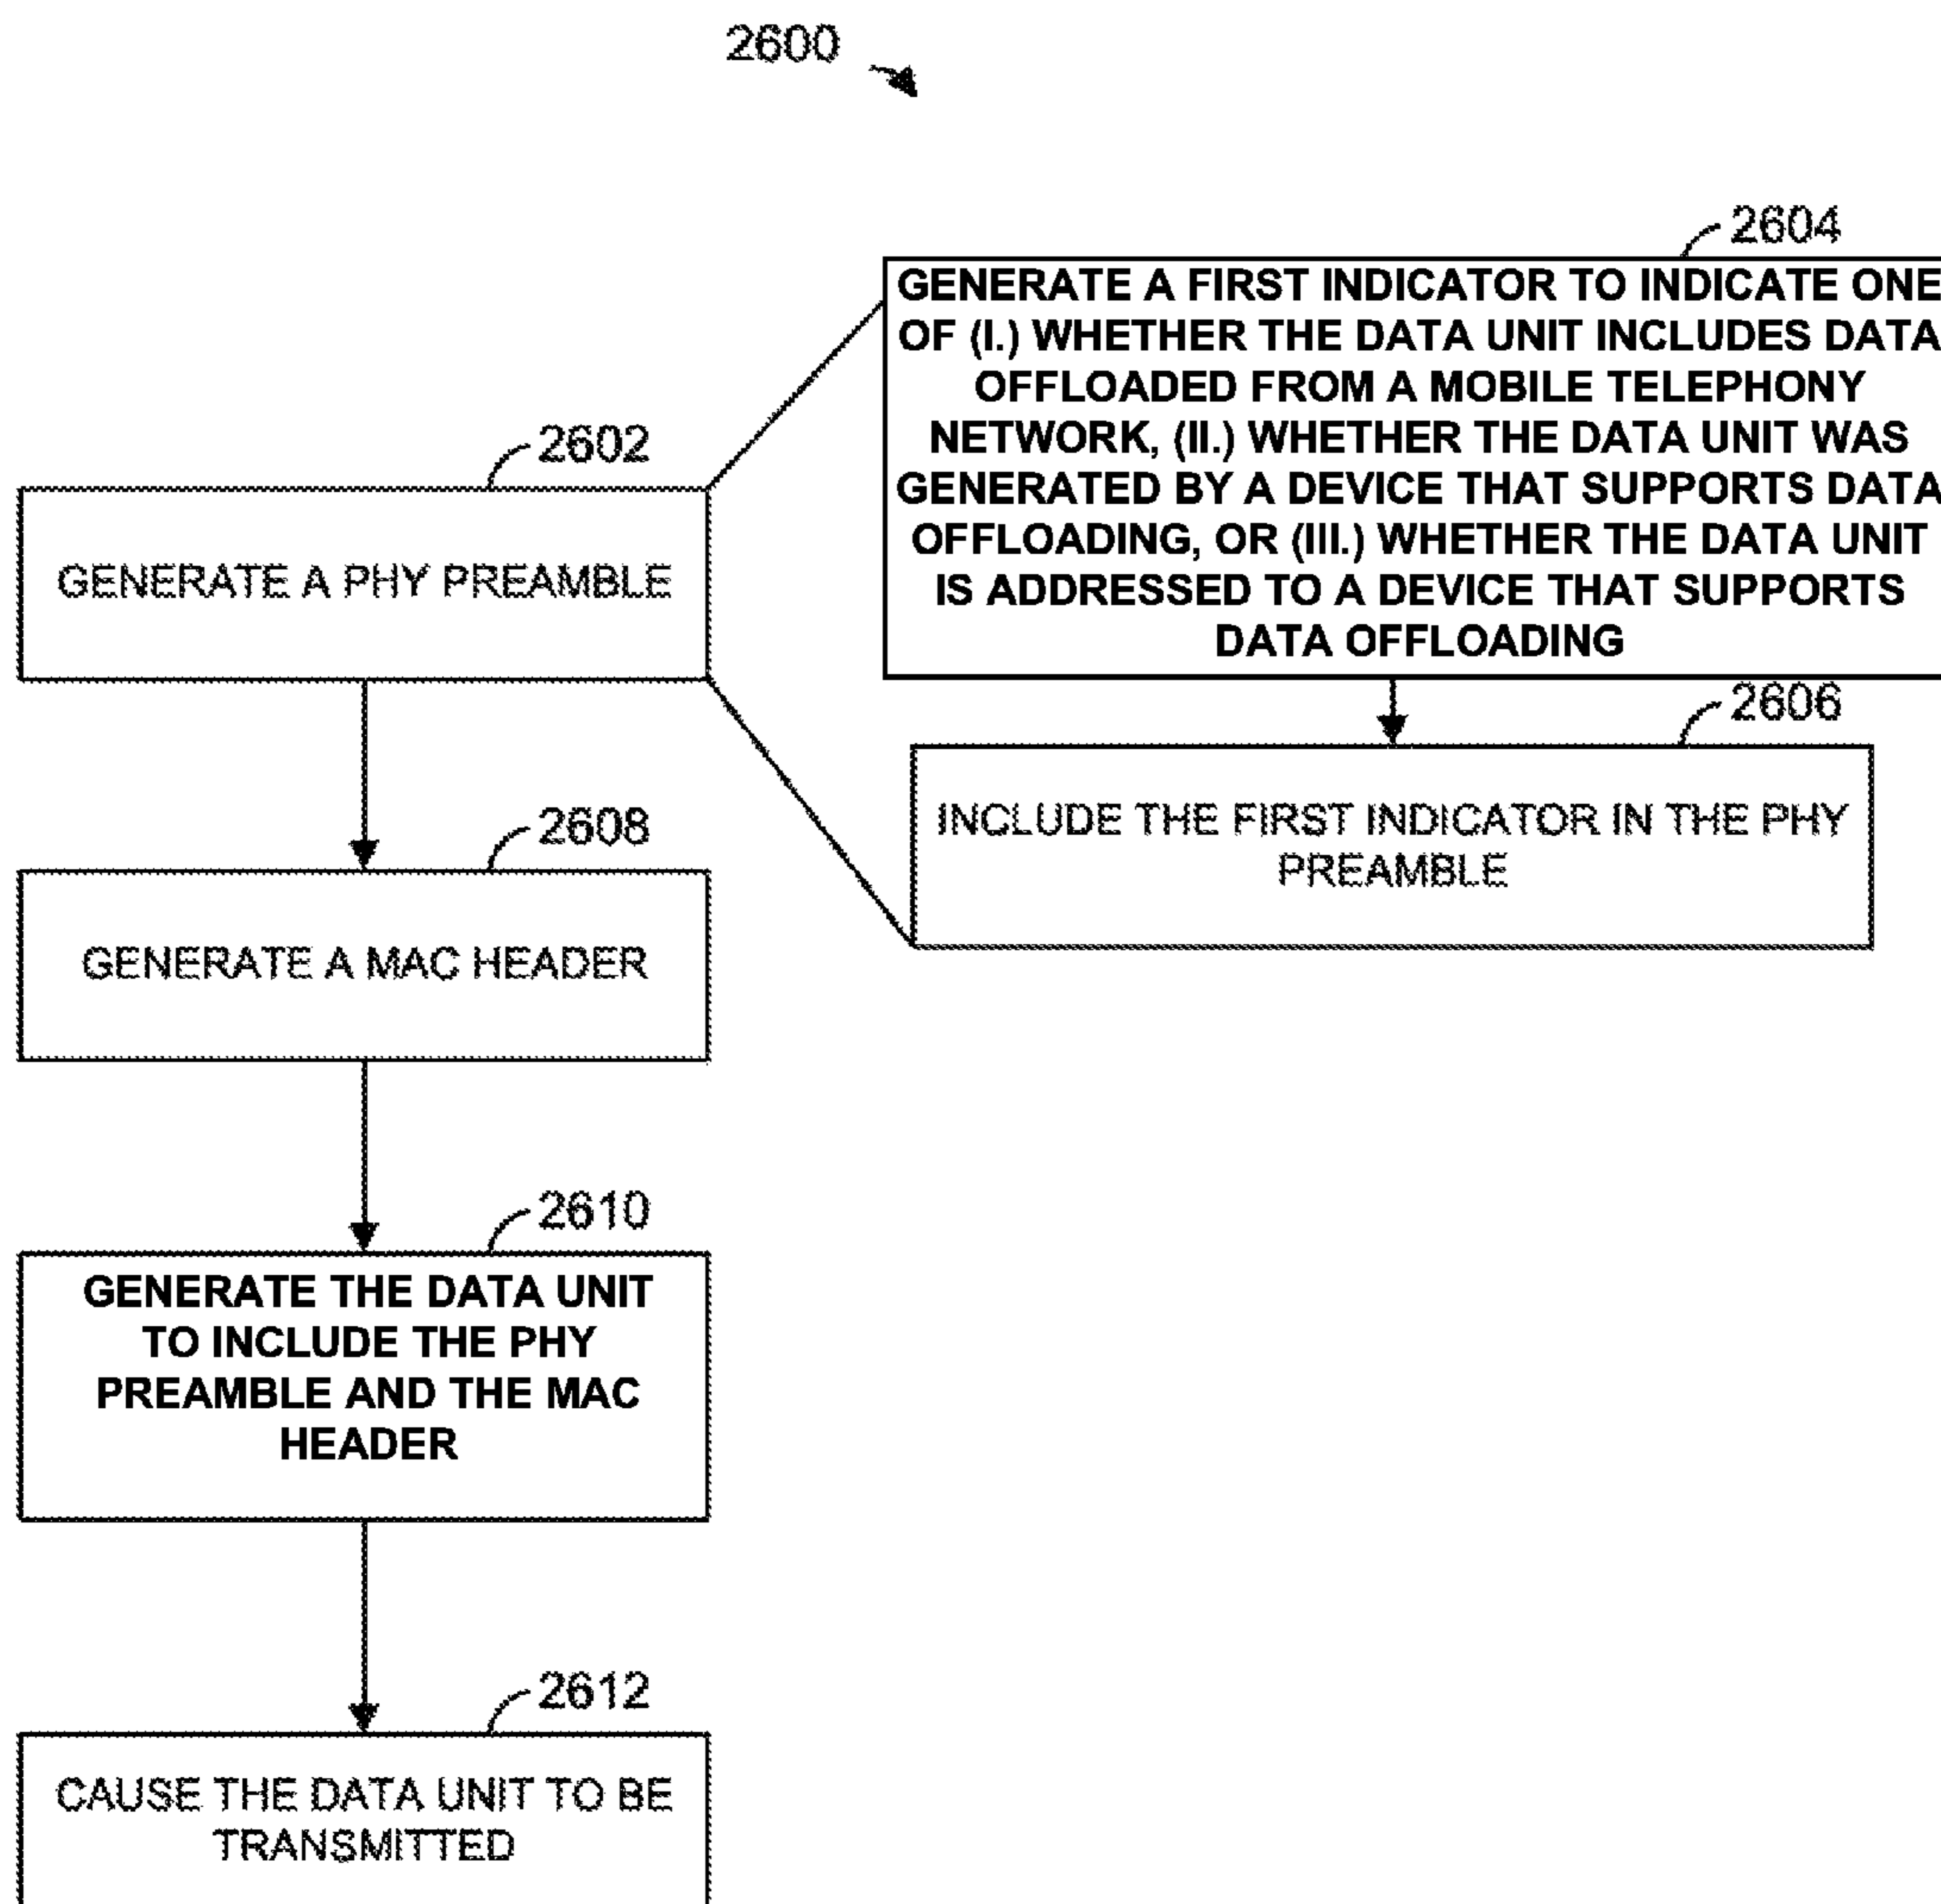 2600
2604
GENERATE A FIRST INDICATOR TO INDICATE ONE
OF (I.) WHETHER THE DATA UNIT INCLUDES DATA
OFFLOADED FROM A MOBILE TELEPHONY
NETWORK, (II.) WHETHER THE DATA UNIT WAS
GENERATED BY A DEVICE THAT SUPPORTS DATA
OFFLOADING, OR (III.) WHETHER THE DATA UNIT
IS ADDRESSED TO A DEVICE THAT SUPPORTS
DATA OFFLOADING
2602
GENERATE A PHY PREAMBLE
2606
INCLUDE THE FIRST INDICATOR IN THE PHY
PREAMBLE
2608
GENERATE A MAC HEADER
2610
GENERATE THE DATA UNIT
TO INCLUDE THE PHY
PREAMBLE AND THE MAC
HEADER
2612
CAUSE THE DATA UNIT TO BE
TRANSMITTED